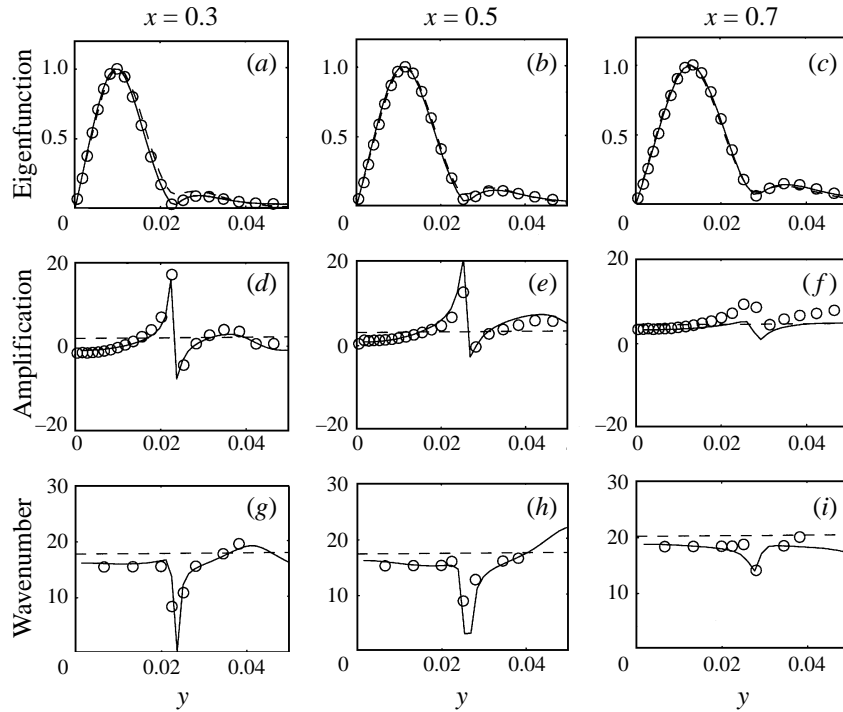 x = 0.3 x = 0.5 x = 0.7
Eigenfunction
1.0 (a) 1.0 (b) 1.0 (c)
0.5 0.5 0.5
0 0.02 0.04 0 0.02 0.04 0 0.02 0.04
Amplification
20 (d) 20 (e) 20 (f)
0 0 0
–20 –20 –20
0 0.02 0.04 0 0.02 0.04 0 0.02 0.04
Wavenumber
30 (g) 30 (h) 30 (i)
20 20 20
10 10 10
0 0.02 0.04 0 0.02 0.04 0 0.02 0.04
y y y